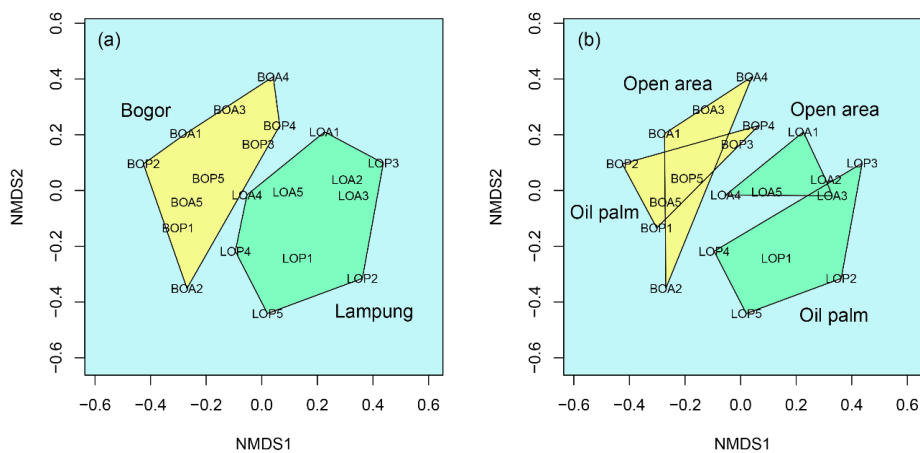 (a)
BOA4
Bogor
BOA3
BOP4
BOA1
LOA1
BOP3
BOP2
LOP3
BOP5
LOA2
LOA5
LOA4
LOA3
BOA5
BOP1
LOP4
LOP1
LOP2
BOA2
LOP5
Lampung
0.6
0.4
0.2
0.0
−0.2
−0.4
−0.6
NMDS2
−0.6 −0.4 −0.2 0.0 0.2 0.4 0.6
NMDS1
(b)
BOA4
Open area
BOA3
Open area
BOP4
BOA1
LOA1
BOP3
BOP2
LOP3
BOP5
LOA2
LOA5
LOA4
LOA3
Oil palm
BOA5
BOP1
LOP4
LOP1
LOP2
BOA2
LOP5
Oil palm
0.6
0.4
0.2
0.0
−0.2
−0.4
−0.6
NMDS2
−0.6 −0.4 −0.2 0.0 0.2 0.4 0.6
NMDS1